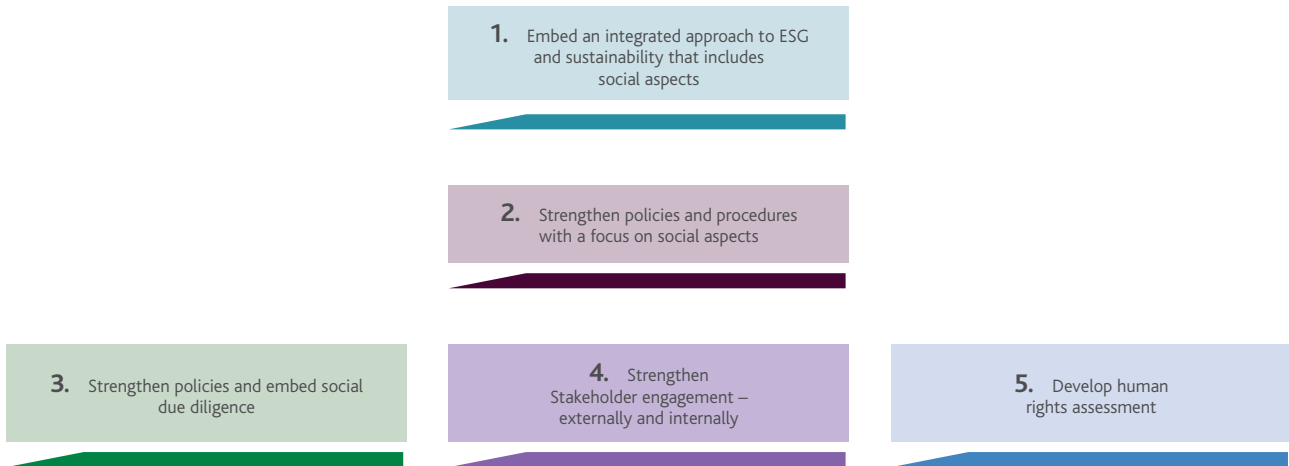 1. Embed an integrated approach to ESG
and sustainability that includes
social aspects
2. Strengthen policies and procedures
with a focus on social aspects
3. Strengthen policies and embed social
due diligence
4. Strengthen
Stakeholder engagement –
externally and internally
5. Develop human
rights assessment